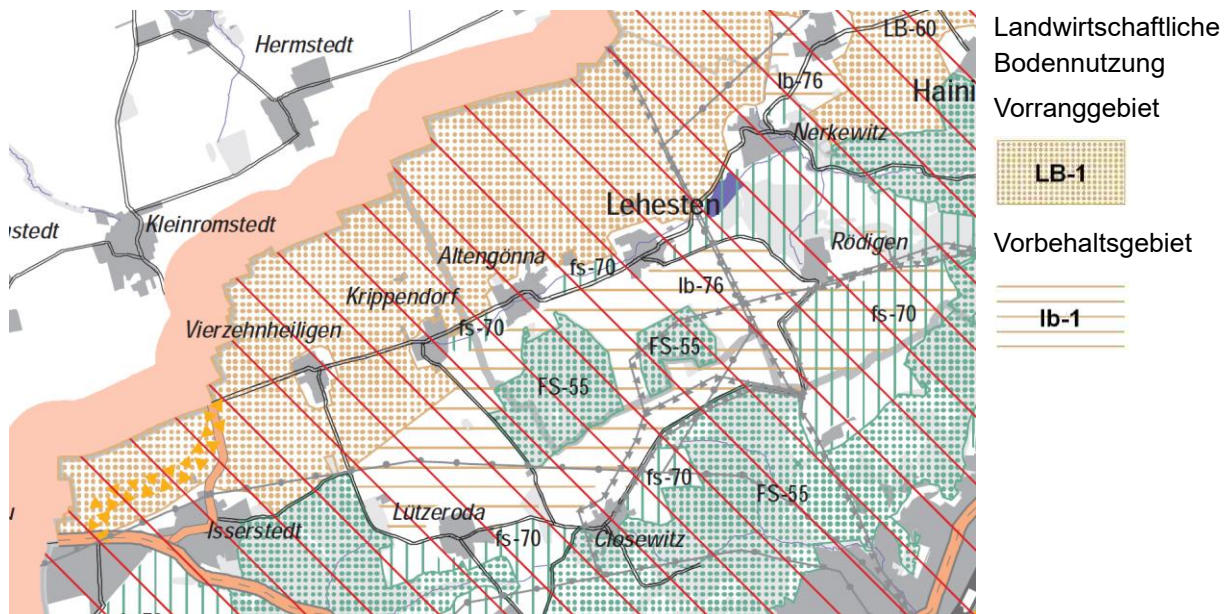 Hermstedt
LB-60
lb-76
Haini
Nerkewitz
Kleinromstedt
stedt
Lehesten
Rödigen
Altengönna
fs-70
lb-76
Krippendorf
fs-70
fs-70
Vierzehnheiligen
FS-55
FS-55
fs-70
FS-55
Isserstedt
Lützeroda
fs-70
Closewitz
Landwirtschaftliche
Bodennutzung
Vorranggebiet
LB-1
Vorbehaltsgebiet
lb-1